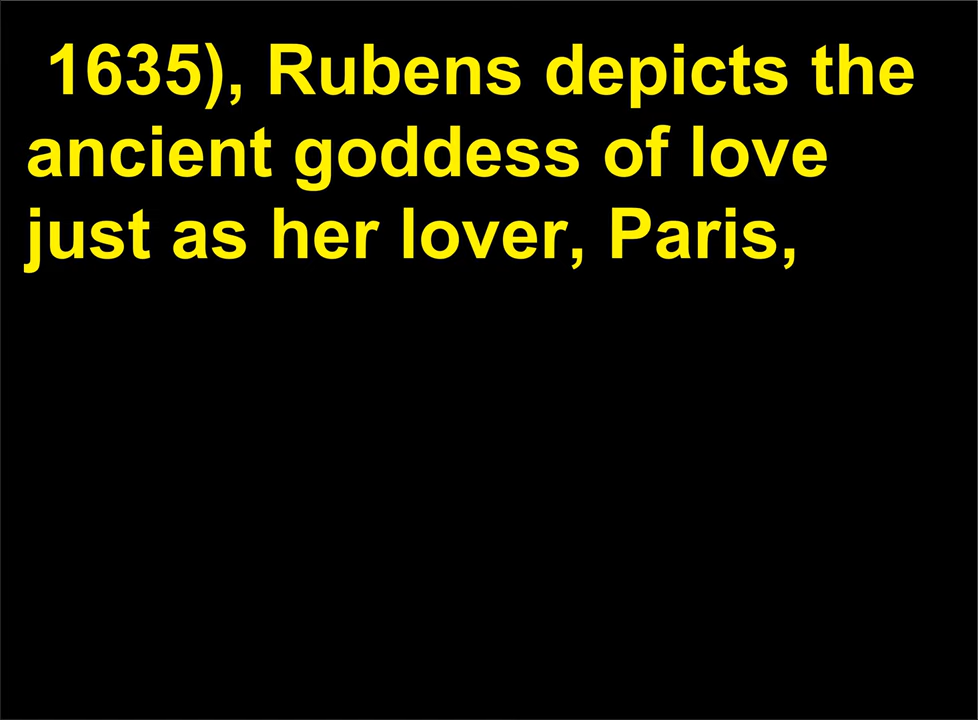 1635), Rubens depicts the
ancient goddess of love
just as her lover, Paris,